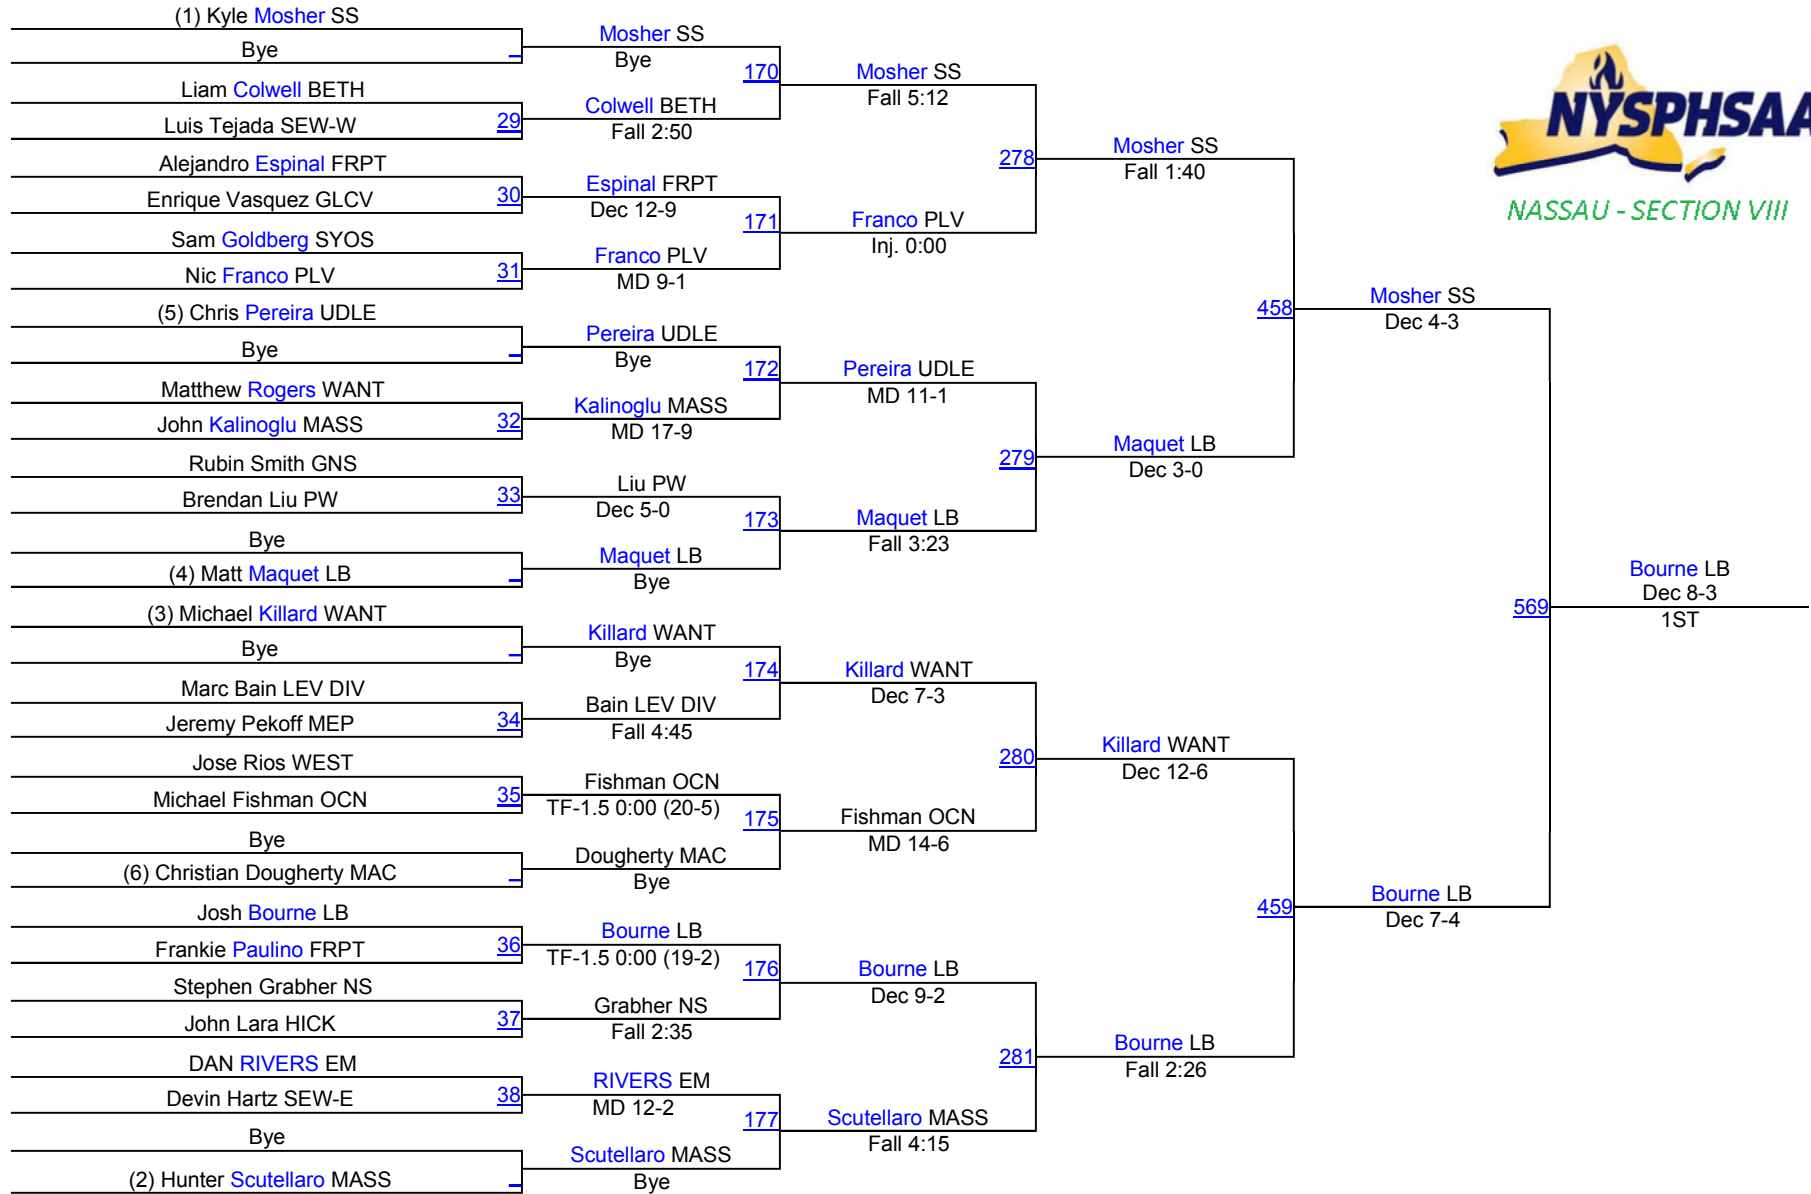 (1) Kyle Mosher SS
Bye
Liam Colwell BETH
Luis Tejada SEW-W
29
Alejandro Espinal FRPT
Enrique Vasquez GLCV
30
Sam Goldberg SYOS
Nic Franco PLV
31
(5) Chris Pereira UDLE
Bye
Matthew Rogers WANT
John Kalinoglu MASS
32
Rubin Smith GNS
Brendan Liu PW
33
Bye
(4) Matt Maquet LB
(3) Michael Killard WANT
Bye
Marc Bain LEV DIV
Jeremy Pekoff MEP
34
Jose Rios WEST
Michael Fishman OCN
35
Bye
(6) Christian Dougherty MAC
Josh Bourne LB
Frankie Paulino FRPT
36
Stephen Grabher NS
John Lara HICK
37
DAN RIVERS EM
Devin Hartz SEW-E
38
Bye
(2) Hunter Scutellaro MASS
Mosher SS
Bye
170
Colwell BETH
Fall 2:50
Espinal FRPT
Dec 12-9
171
Franco PLV
MD 9-1
Pereira UDLE
Bye
172
Kalinoglu MASS
MD 17-9
Liu PW
Dec 5-0
173
Maquet LB
Bye
Killard WANT
Bye
174
Bain LEV DIV
Fall 4:45
Fishman OCN
TF-1.5 0:00 (20-5)
175
Dougherty MAC
Bye
Bourne LB
TF-1.5 0:00 (19-2)
176
Grabher NS
Fall 2:35
RIVERS EM
MD 12-2
177
Scutellaro MASS
Bye
Mosher SS
Fall 5:12
278
Franco PLV
Inj. 0:00
Pereira UDLE
MD 11-1
279
Maquet LB
Fall 3:23
Killard WANT
Dec 7-3
280
Fishman OCN
MD 14-6
Bourne LB
Dec 9-2
281
Scutellaro MASS
Fall 4:15
Mosher SS
Fall 1:40
458
Maquet LB
Dec 3-0
Killard WANT
Dec 12-6
459
Bourne LB
Fall 2:26
Mosher SS
Dec 4-3
569
Bourne LB
Dec 7-4
Bourne LB
Dec 8-3
1ST
NYSPHSAA
NASSAU - SECTION VIII